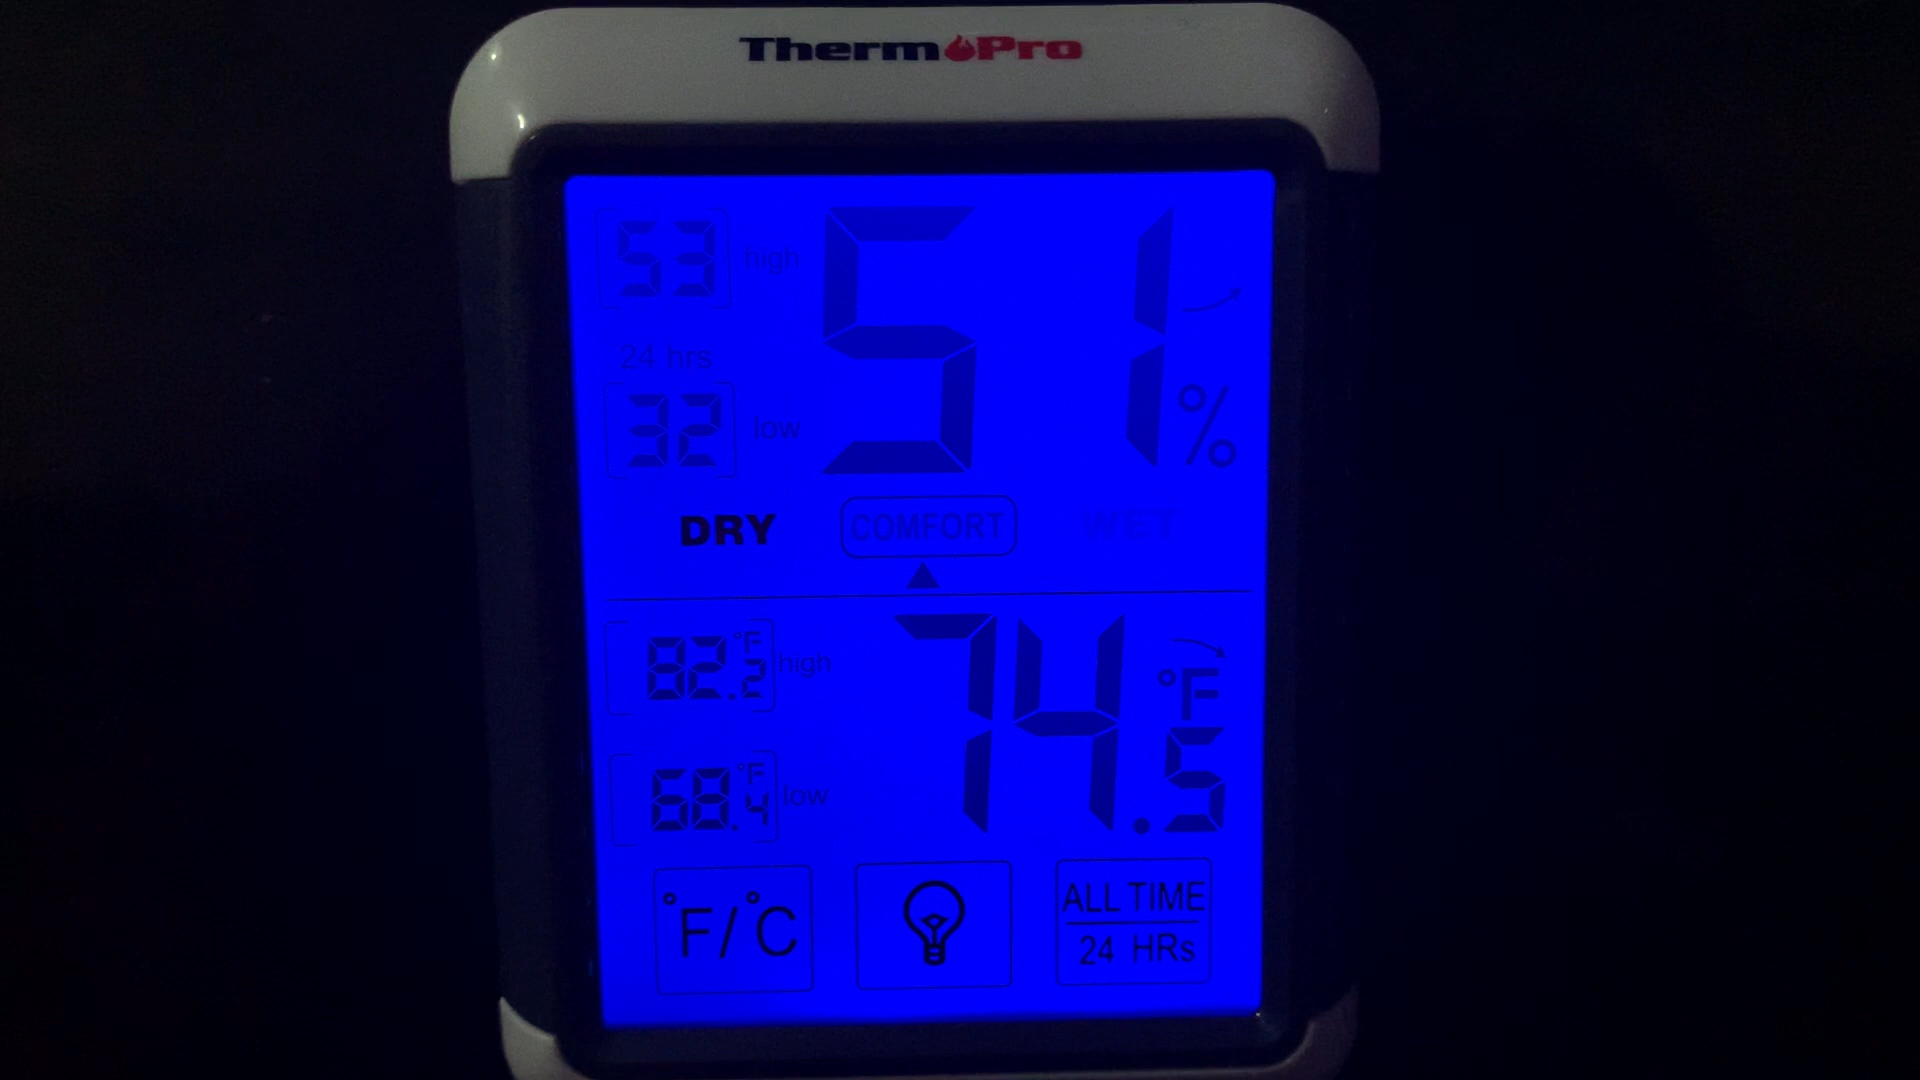 ThermoPro
53 high
51 %
24 hrs
32 low
DRY COMFORT WET
82.2 °F high
74.5 °F
68.4 °F low
°F/°C
ALL TIME
24 HRs